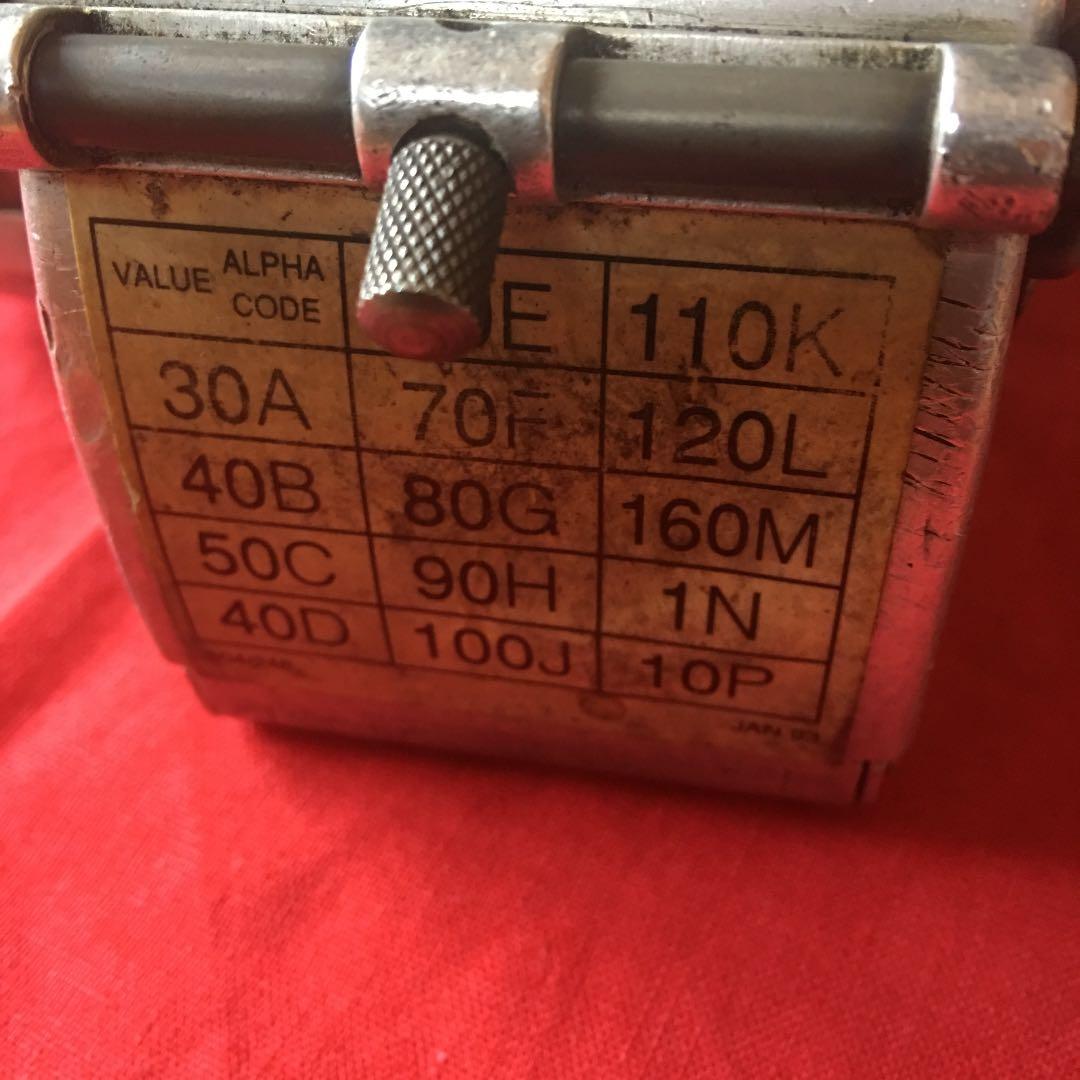 VALUE ALPHA CODE
E
110K
30A
70F
120L
40B
80G
160M
50C
90H
1N
40D
100J
10P
JAN 93